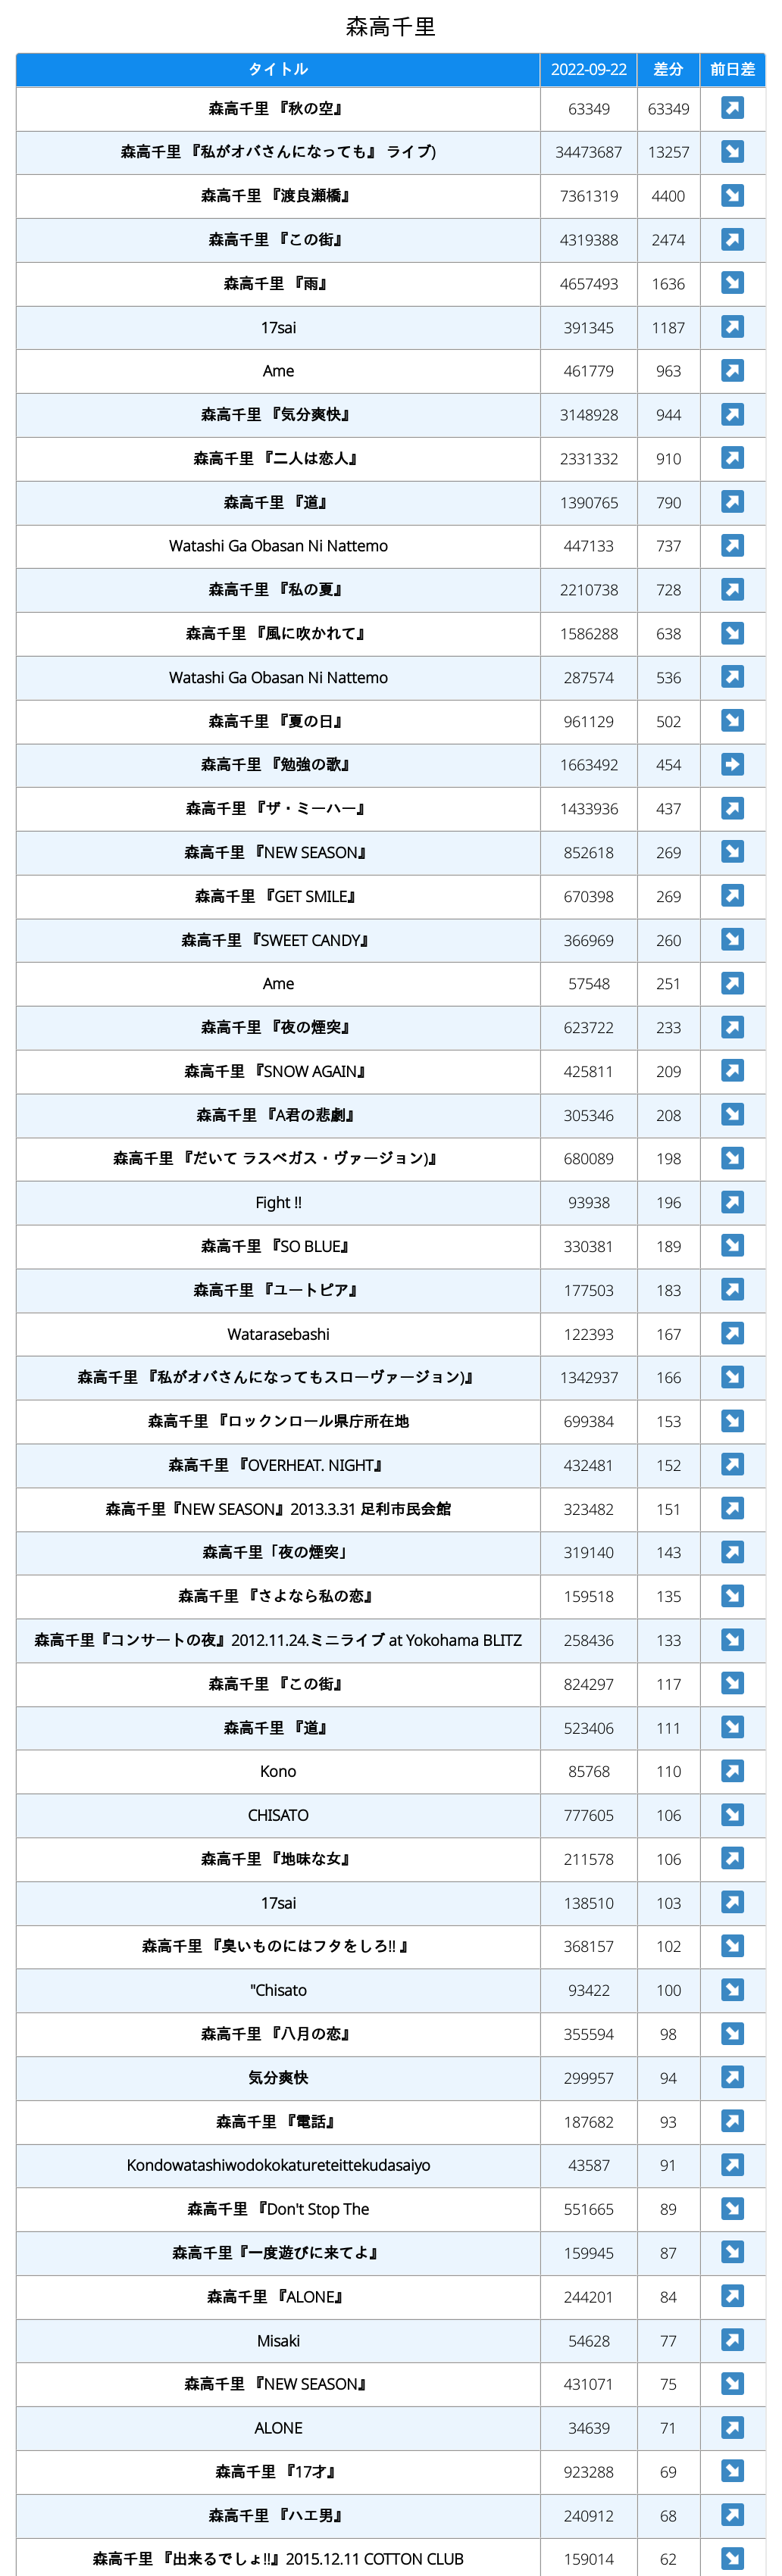 森高千里
タイトル 2022-09-22 差分 前日差
森高千里 『秋の空』 63349 63349
森高千里 『私がオバさんになっても』 ライブ) 34473687 13257
森高千里 『渡良瀬橋』 7361319 4400
森高千里 『この街』 4319388 2474
森高千里 『雨』 4657493 1636
17sai 391345 1187
Ame 461779 963
森高千里 『気分爽快』 3148928 944
森高千里 『二人は恋人』 2331332 910
森高千里 『道』 1390765 790
Watashi Ga Obasan Ni Nattemo 447133 737
森高千里 『私の夏』 2210738 728
森高千里 『風に吹かれて』 1586288 638
Watashi Ga Obasan Ni Nattemo 287574 536
森高千里 『夏の日』 961129 502
森高千里 『勉強の歌』 1663492 454
森高千里 『ザ・ミーハー』 1433936 437
森高千里 『NEW SEASON』 852618 269
森高千里 『GET SMILE』 670398 269
森高千里 『SWEET CANDY』 366969 260
Ame 57548 251
森高千里 『夜の煙突』 623722 233
森高千里 『SNOW AGAIN』 425811 209
森高千里 『A君の悲劇』 305346 208
森高千里 『だいて ラスベガス・ヴァージョン)』 680089 198
Fight !! 93938 196
森高千里 『SO BLUE』 330381 189
森高千里 『ユートピア』 177503 183
Watarasebashi 122393 167
森高千里 『私がオバさんになってもスローヴァージョン)』 1342937 166
森高千里 『ロックンロール県庁所在地 699384 153
森高千里 『OVERHEAT. NIGHT』 432481 152
森高千里『NEW SEASON』2013.3.31 足利市民会館 323482 151
森高千里「夜の煙突」 319140 143
森高千里 『さよなら私の恋』 159518 135
森高千里『コンサートの夜』2012.11.24.ミニライブ at Yokohama BLITZ 258436 133
森高千里 『この街』 824297 117
森高千里 『道』 523406 111
Kono 85768 110
CHISATO 777605 106
森高千里 『地味な女』 211578 106
17sai 138510 103
森高千里 『臭いものにはフタをしろ!! 』 368157 102
"Chisato 93422 100
森高千里 『八月の恋』 355594 98
気分爽快 299957 94
森高千里 『電話』 187682 93
Kondowatashiwodokokatureteittekudasaiyo 43587 91
森高千里 『Don't Stop The 551665 89
森高千里『一度遊びに来てよ』 159945 87
森高千里 『ALONE』 244201 84
Misaki 54628 77
森高千里 『NEW SEASON』 431071 75
ALONE 34639 71
森高千里 『17才』 923288 69
森高千里 『ハエ男』 240912 68
森高千里 『出来るでしょ!!』2015.12.11 COTTON CLUB 159014 62